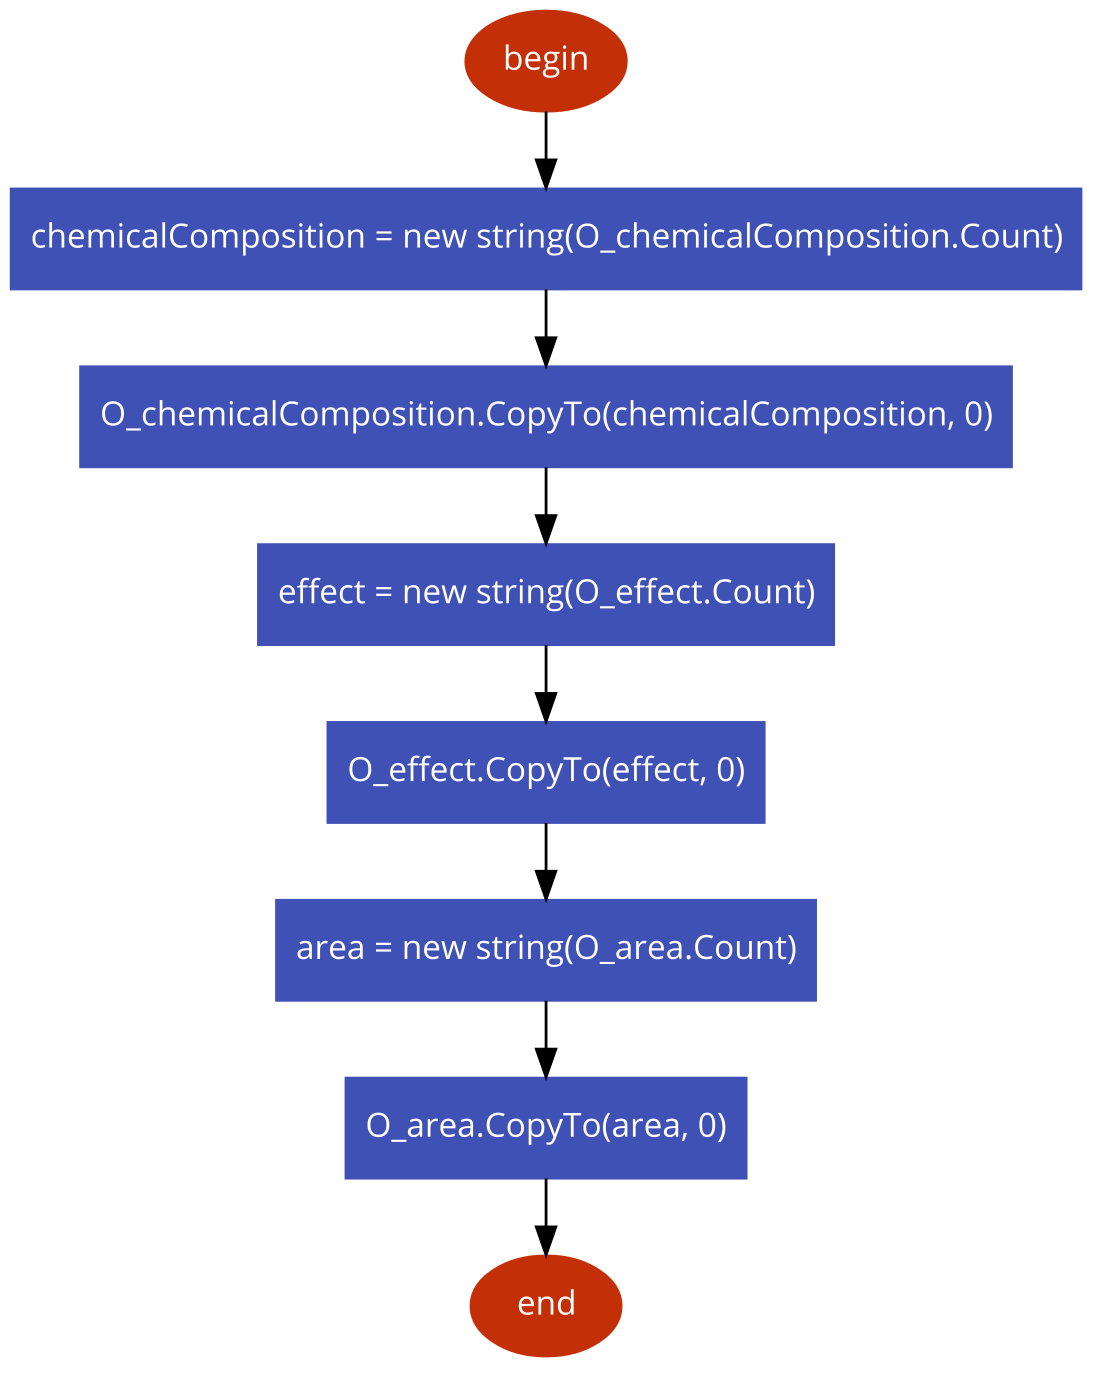 begin
chemicalComposition = new string(O_chemicalComposition.Count)
O_chemicalComposition.CopyTo(chemicalComposition, 0)
effect = new string(O_effect.Count)
O_effect.CopyTo(effect, 0)
area = new string(O_area.Count)
O_area.CopyTo(area, 0)
end